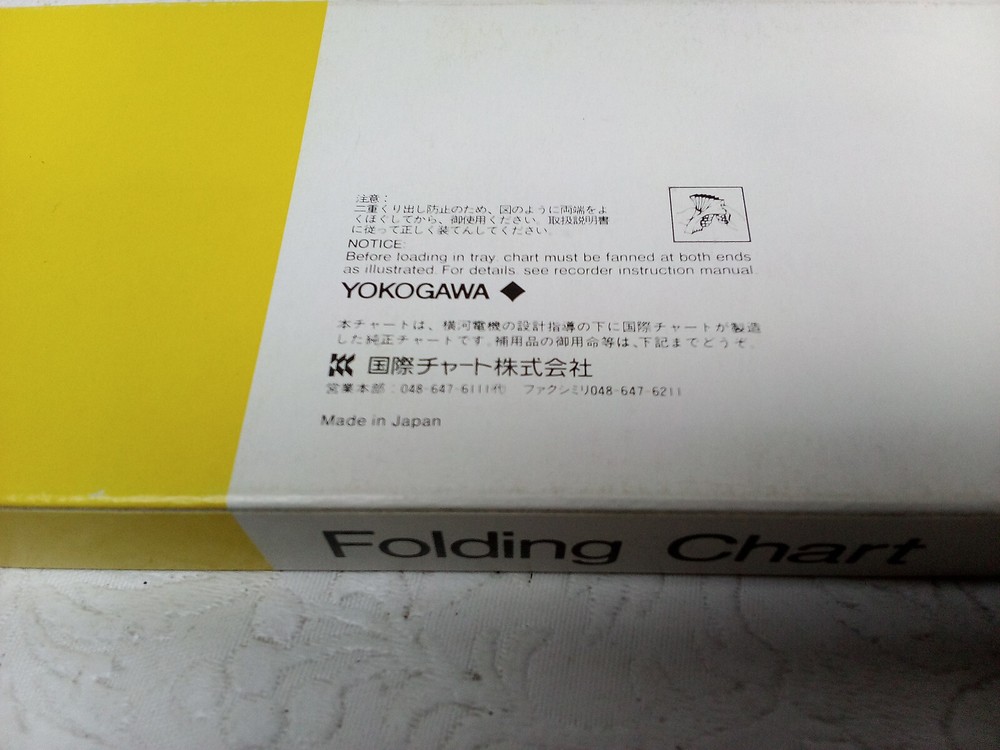 注意:
二重くり出し防止のため、図のように両端をよ
くほぐしてから、御使用ください。取扱説明書
に従って正しく装てんしてください。
NOTICE:
Before loading in tray, chart must be fanned at both ends
as illustrated. For details, see recorder instruction manual.
YOKOGAWA
本チャートは、横河電機の設計指導の下に国際チャートが製造
した純正チャートです。補用品の御用命等は、下記までどうぞ。
国際チャート株式会社
営業本部:048-647-6111代 ファクシミリ048-647-6211
Made in Japan
Folding Chart